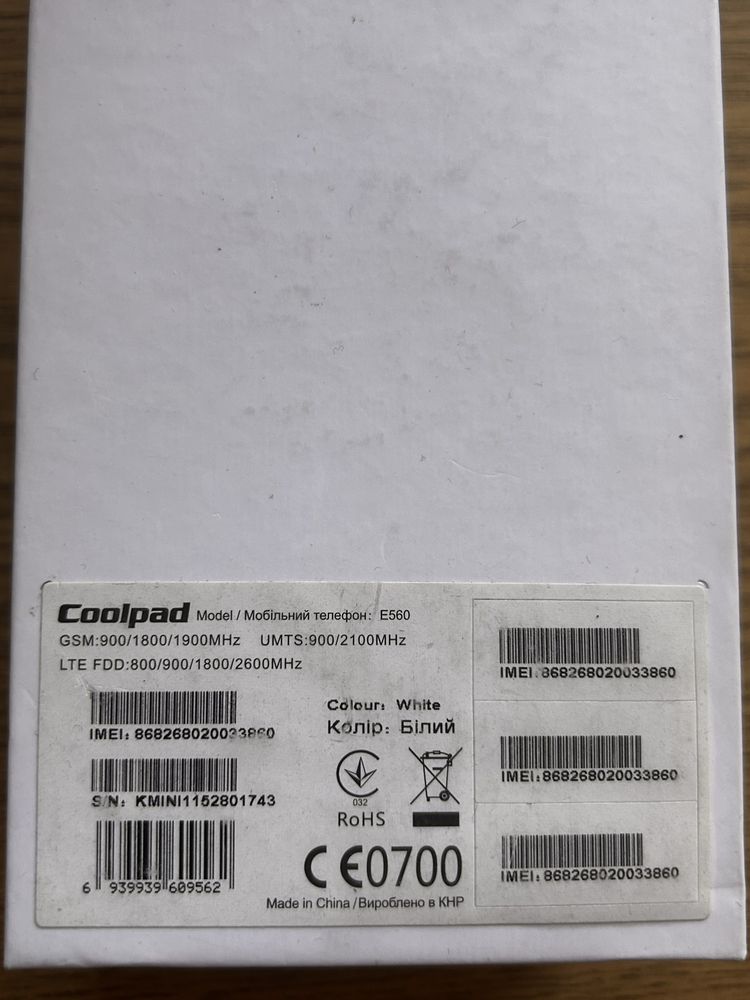 Coolpad Model / Мобільний телефон: E560
GSM:900/1800/1900MHz UMTS:900/2100MHz
LTE FDD:800/900/1800/2600MHz
IMEI: 868268020033860
S/N: KMINI1152801743
6 939939 609562
Colour: White
Колір: Білий
032
RoHS
CE0700
Made in China /Вироблено в КНР
IMEI: 868268020033860
IMEI: 868268020033860
IMEI: 868268020033860